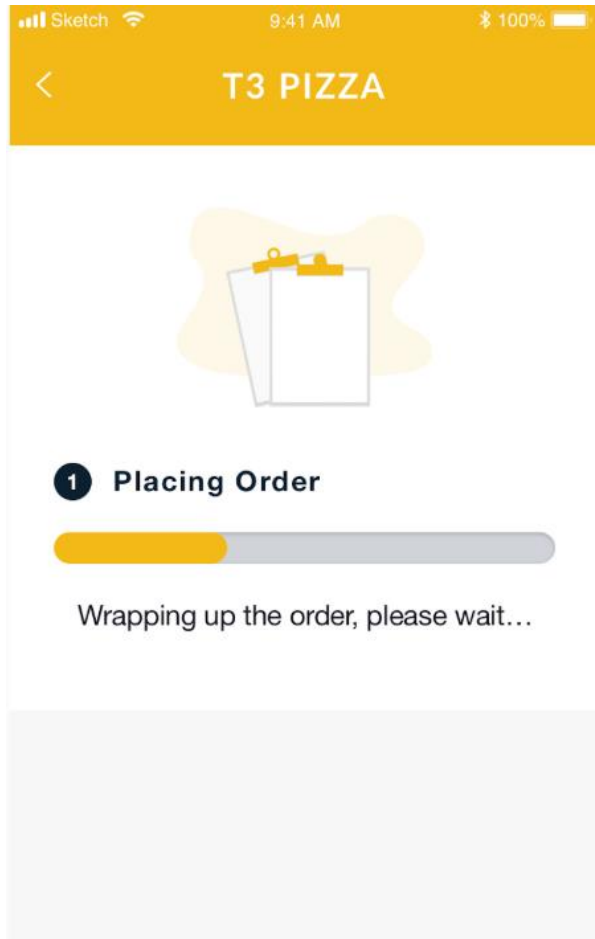 Sketch 9:41 AM 100%
T3 PIZZA
1 Placing Order
Wrapping up the order, please wait...